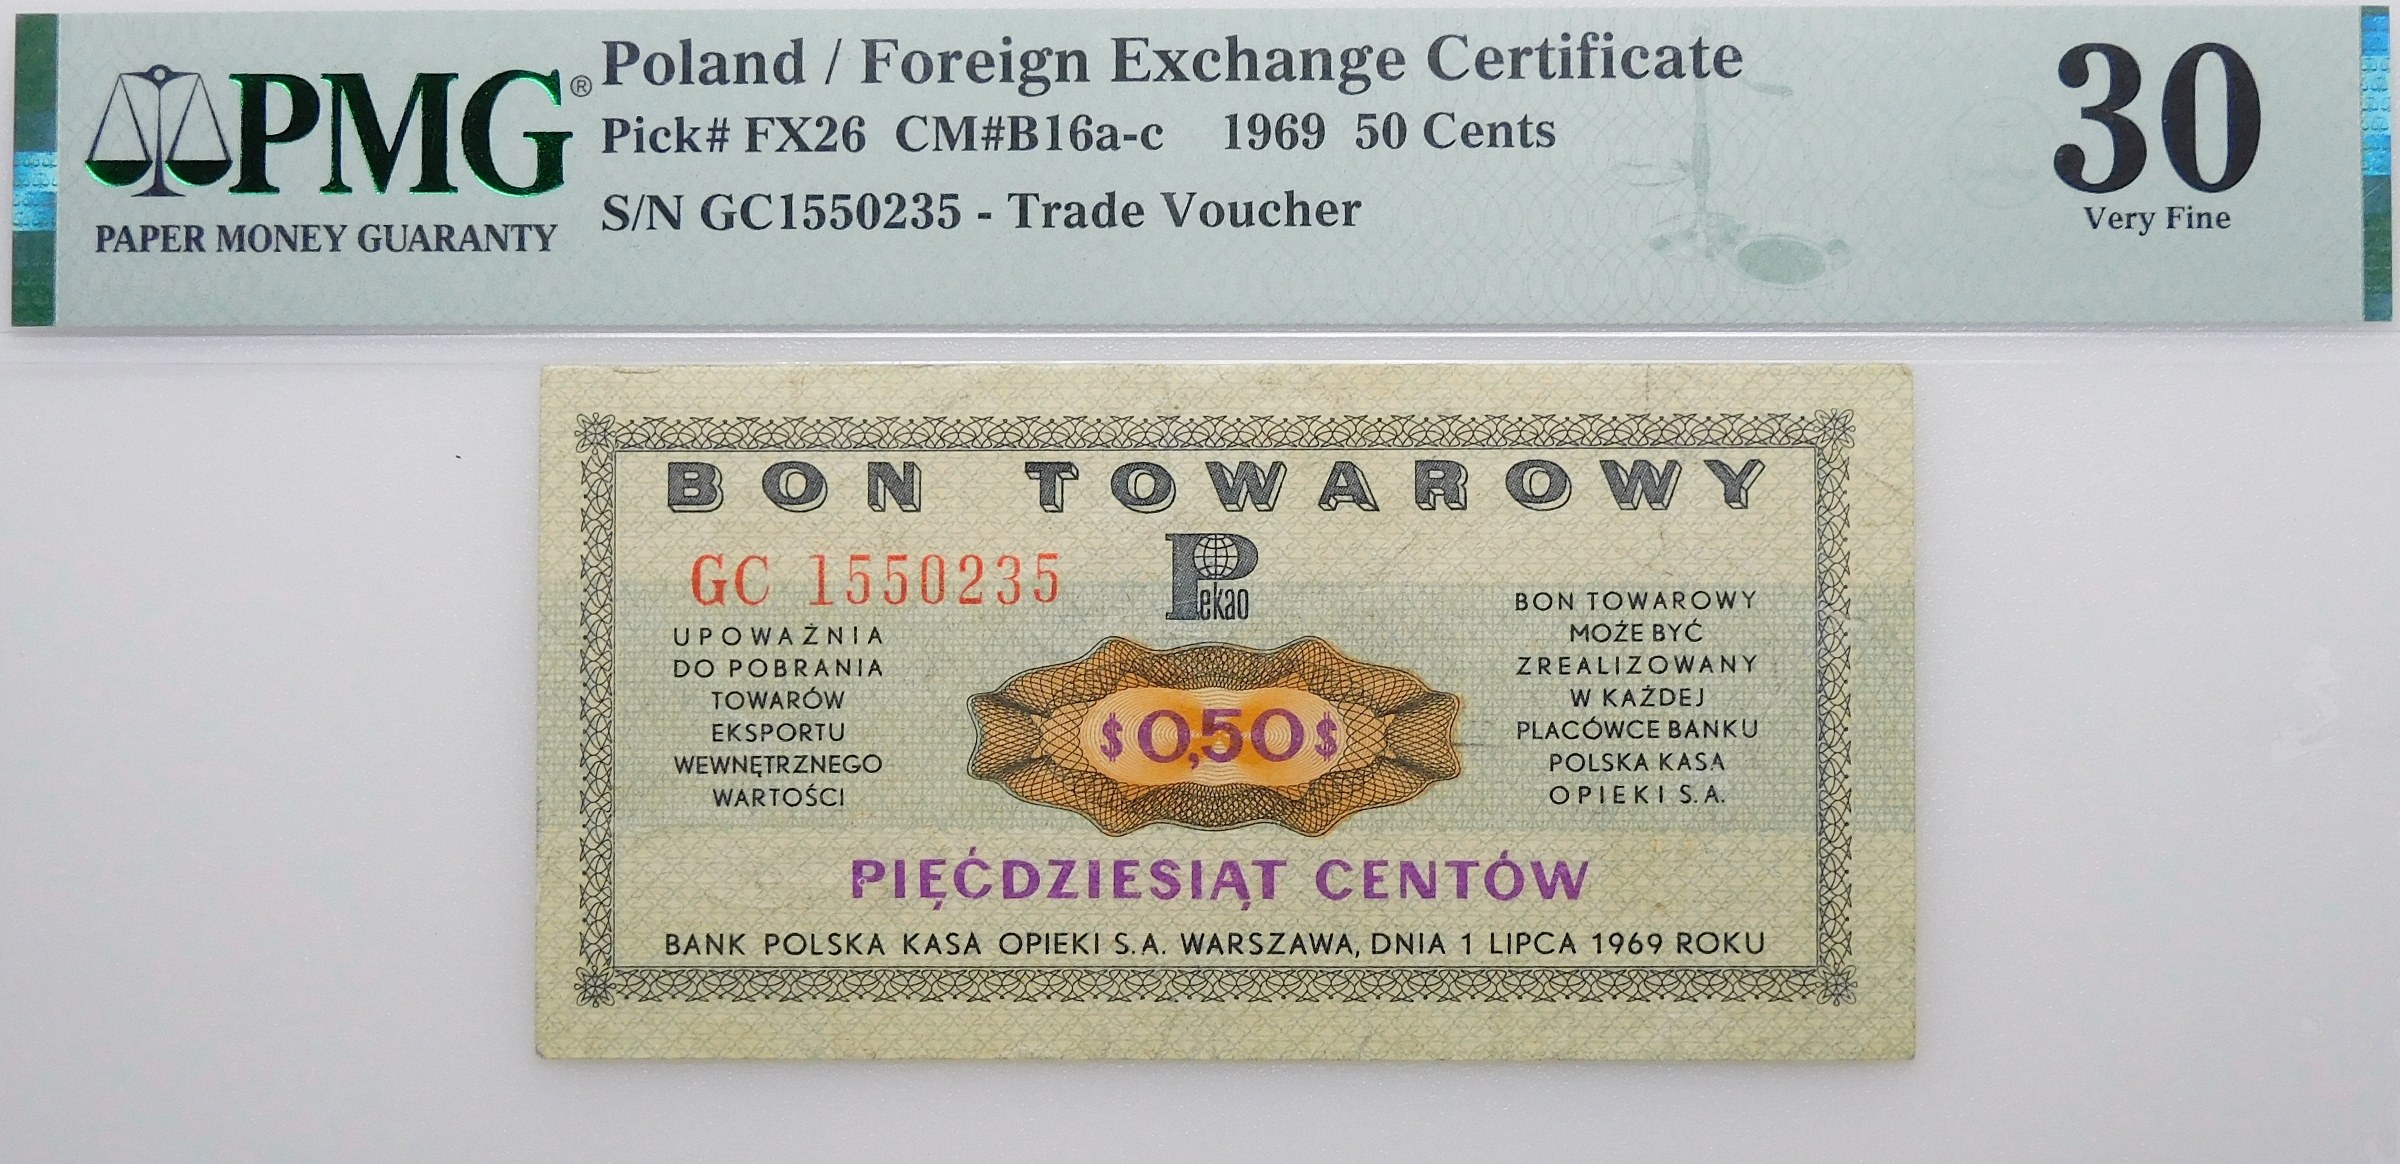 PMG®
PAPER MONEY GUARANTY
Poland / Foreign Exchange Certificate
Pick# FX26 CM#B16a-c 1969 50 Cents
S/N GC1550235 - Trade Voucher
30
Very Fine
BON TOWAROWY
GC 1550235
Pekao
UPOWAŻNIA
DO POBRANIA
TOWARÓW
EKSPORTU
WEWNĘTRZNEGO
WARTOŚCI
$ 0,50 $
BON TOWAROWY
MOŻE BYĆ
ZREALIZOWANY
W KAŻDEJ
PLACÓWCE BANKU
POLSKA KASA
OPIEKI S.A.
PIĘĆDZIESIĄT CENTÓW
BANK POLSKA KASA OPIEKI S.A. WARSZAWA, DNIA 1 LIPCA 1969 ROKU